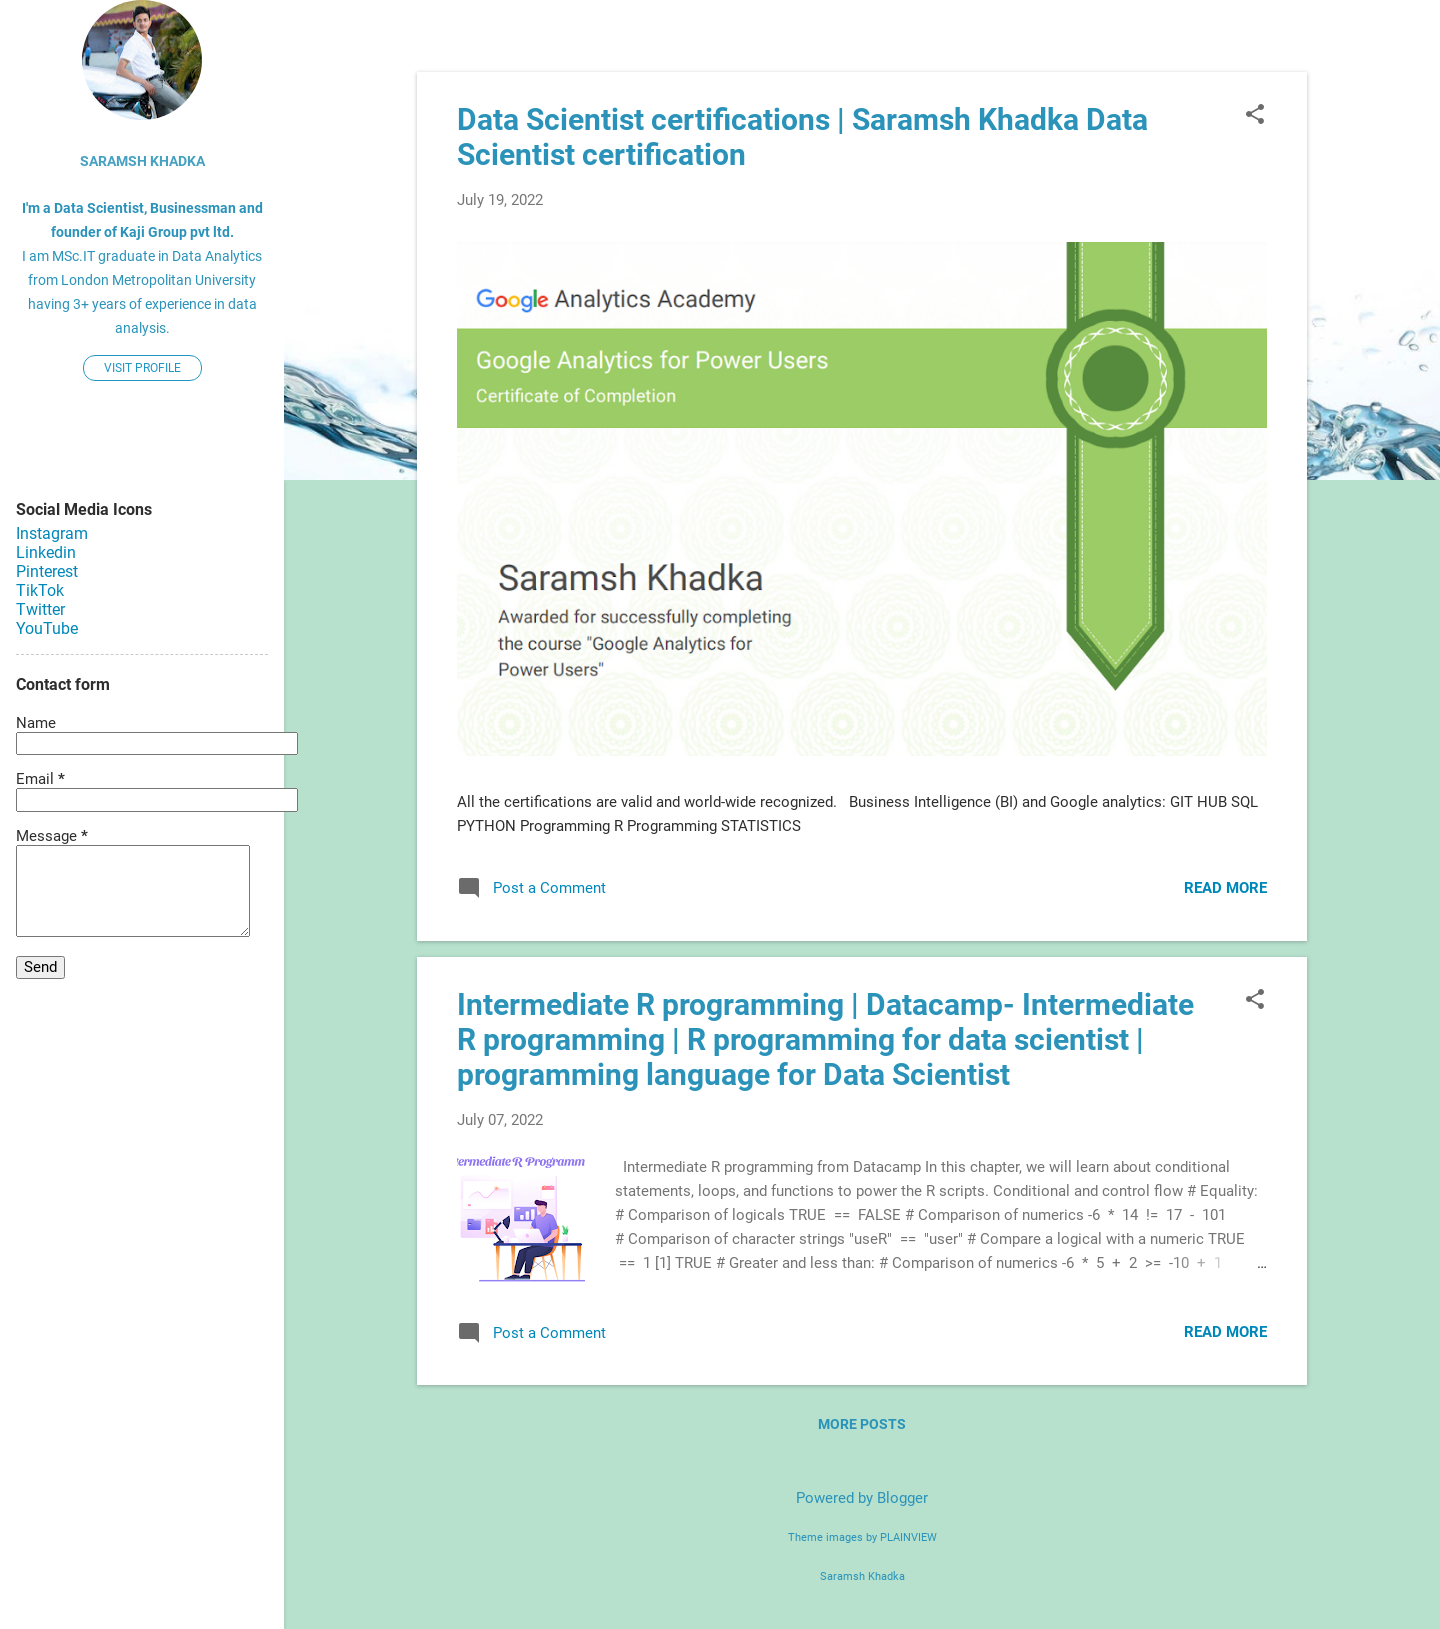 SARAMSH KHADKA
I'm a Data Scientist, Businessman and
founder of Kaji Group pvt ltd.
I am MSc.IT graduate in Data Analytics
from London Metropolitan University
having 3+ years of experience in data
analysis.
VISIT PROFILE
Social Media Icons
Instagram
Linkedin
Pinterest
TikTok
Twitter
YouTube
Contact form
Name
Email *
Message *
Send
Data Scientist certifications | Saramsh Khadka Data
Scientist certification
July 19, 2022
Google Analytics Academy
Google Analytics for Power Users
Certificate of Completion
Saramsh Khadka
Awarded for successfully completing
the course "Google Analytics for
Power Users"
All the certifications are valid and world-wide recognized.   Business Intelligence (BI) and Google analytics: GIT HUB SQL
PYTHON Programming R Programming STATISTICS
Post a Comment
READ MORE
Intermediate R programming | Datacamp- Intermediate
R programming | R programming for data scientist |
programming language for Data Scientist
July 07, 2022
termediate R Programm
Intermediate R programming from Datacamp In this chapter, we will learn about conditional
statements, loops, and functions to power the R scripts. Conditional and control flow # Equality:
# Comparison of logicals TRUE  ==  FALSE # Comparison of numerics -6  *  14  !=  17  -  101
# Comparison of character strings "useR"  ==  "user" # Compare a logical with a numeric TRUE
==  1 [1] TRUE # Greater and less than: # Comparison of numerics -6  *  5  +  2  >=  -10  +  1 ...
Post a Comment
READ MORE
MORE POSTS
Powered by Blogger
Theme images by PLAINVIEW
Saramsh Khadka